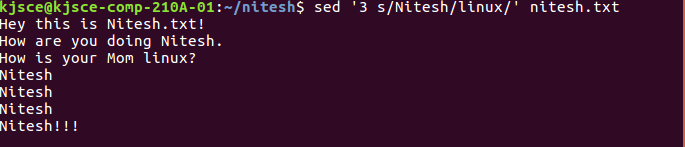 kjsce@kjsce-comp-210A-01:~/nitesh$ sed '3 s/Nitesh/linux/' nitesh.txt
Hey this is Nitesh.txt!
How are you doing Nitesh.
How is your Mom linux?
Nitesh
Nitesh
Nitesh
Nitesh!!!